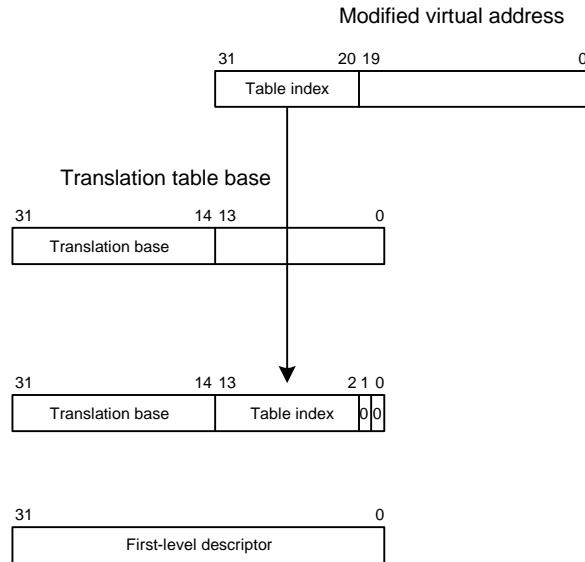 Modified virtual address
31 20 19 0
Table index
Translation table base
31 14 13 0
Translation base
31 14 13 2 1 0
Translation base Table index 0 0
31 0
First-level descriptor